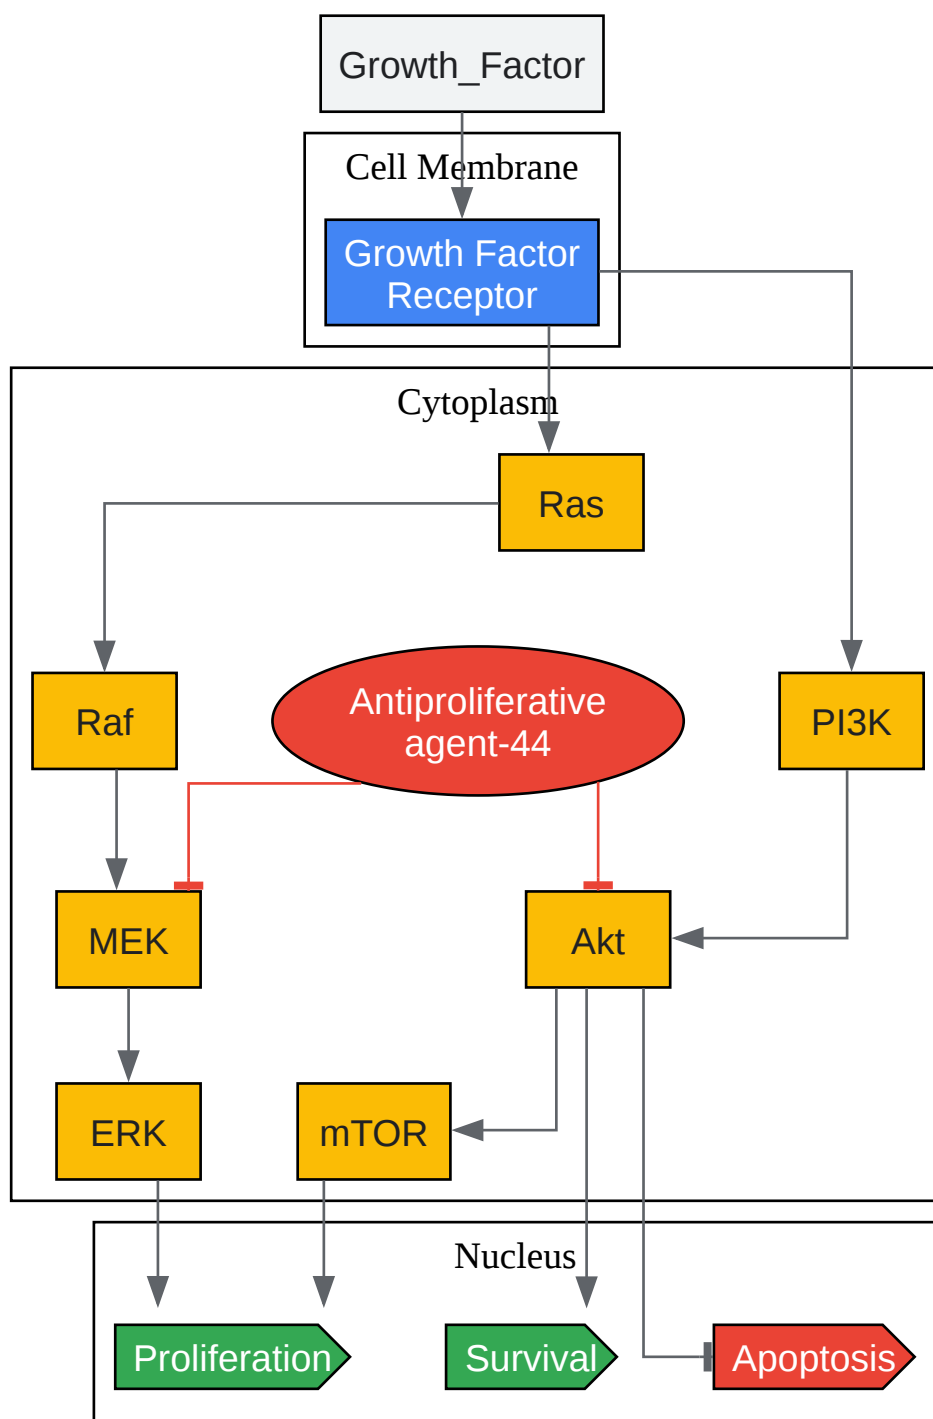 Growth_Factor
Cell Membrane
Growth Factor
Receptor
Cytoplasm
Ras
Raf
Antiproliferative
agent-44
PI3K
MEK
Akt
ERK
mTOR
Nucleus
Proliferation
Survival
Apoptosis